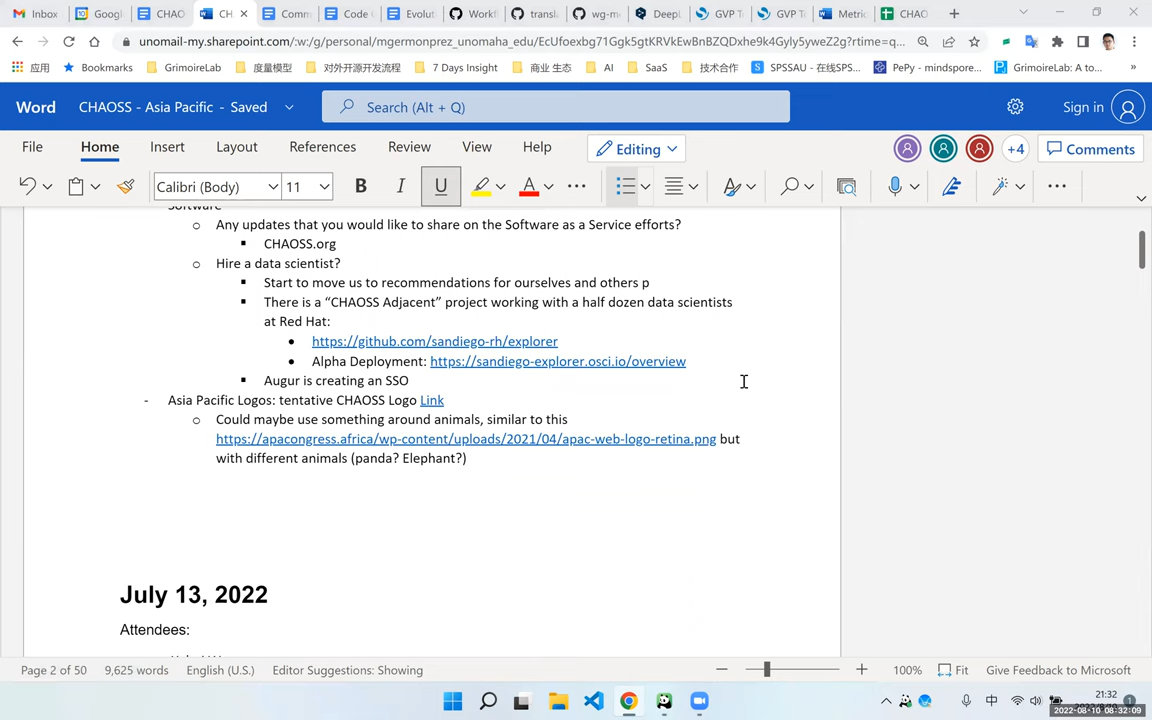 Inbox
Googl
CHAO
CH
Comm
Code
Evolut
Workf
transla
wg-m
DeepL
GVP T
GVP T
Metric
CHAO
unomail-my.sharepoint.com/:w:/g/personal/mgermonprez_unomaha_edu/EcUfoexbg71Ggk5gtKRVkEwBnBZQDxhe9k4Gyly5yweZ2g?rtime=q...
应用
Bookmarks
GrimoireLab
度量模型
对外开源开发流程
7 Days Insight
商业 生态
AI
SaaS
技术合作
SPSSAU - 在线SPS...
PePy - mindspore...
GrimoireLab: A to...
»
Word
CHAOSS - Asia Pacific - Saved
Search (Alt + Q)
Sign in
File
Home
Insert
Layout
References
Review
View
Help
Editing
+4
Comments
Calibri (Body)
11
B
I
U
A
Software
Any updates that you would like to share on the Software as a Service efforts?
CHAOSS.org
Hire a data scientist?
Start to move us to recommendations for ourselves and others p
There is a “CHAOSS Adjacent” project working with a half dozen data scientists
at Red Hat:
https://github.com/sandiego-rh/explorer
Alpha Deployment: https://sandiego-explorer.osci.io/overview
Augur is creating an SSO
- Asia Pacific Logos: tentative CHAOSS Logo Link
Could maybe use something around animals, similar to this
https://apacongress.africa/wp-content/uploads/2021/04/apac-web-logo-retina.png but
with different animals (panda? Elephant?)
July 13, 2022
Attendees:
Page 2 of 50
9,625 words
English (U.S.)
Editor Suggestions: Showing
100%
Fit
Give Feedback to Microsoft
中
21:32
2022-08-10 08:32:09